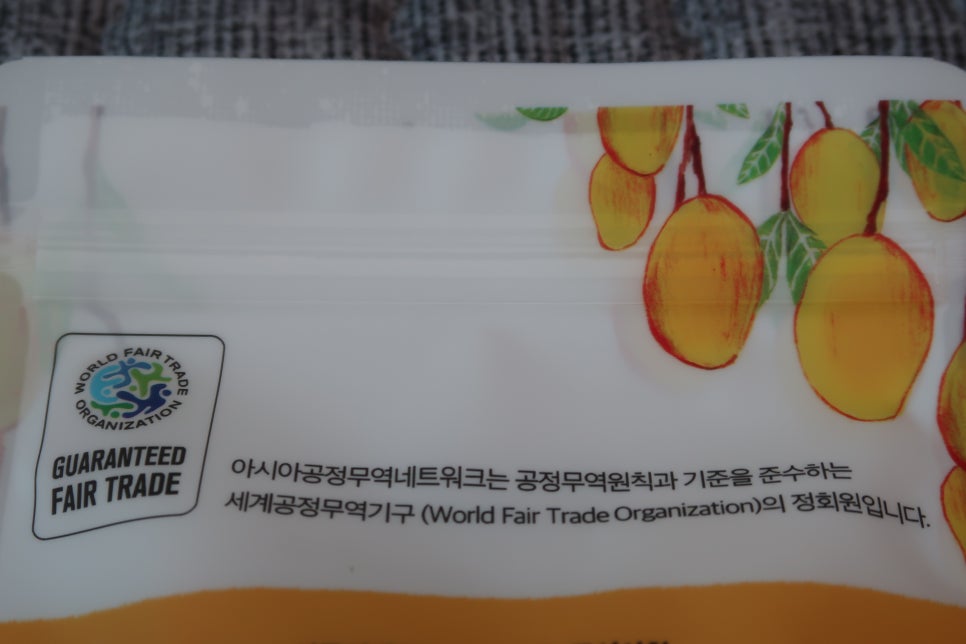 WORLD FAIR TRADE
ORGANIZATION
GUARANTEED
FAIR TRADE
아시아공정무역네트워크는 공정무역원칙과 기준을 준수하는
세계공정무역기구 (World Fair Trade Organization)의 정회원입니다.